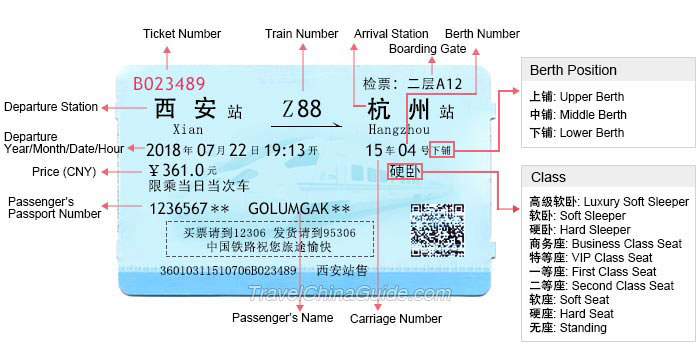 Ticket Number
Train Number
Arrival Station
Berth Number
Boarding Gate
B023489
检票：二层A12
Departure Station
西安站
Z88
杭州站
Xian
Hangzhou
Departure
Year/Month/Date/Hour
2018年07月22日19:13开
15车04号下铺
Price (CNY)
¥361.0元
硬卧
限乘当日当次车
Passenger's
Passport Number
1236567** GOLUMGAK**
买票请到12306 发货请到95306
中国铁路祝您旅途愉快
36010311510706B023489 西安站售
TravelChinaGuide.com
Passenger's Name
Carriage Number
Berth Position
上铺: Upper Berth
中铺: Middle Berth
下铺: Lower Berth
Class
高级软卧: Luxury Soft Sleeper
软卧: Soft Sleeper
硬卧: Hard Sleeper
商务座: Business Class Seat
特等座: VIP Class Seat
一等座: First Class Seat
二等座: Second Class Seat
软座: Soft Seat
硬座: Hard Seat
无座: Standing